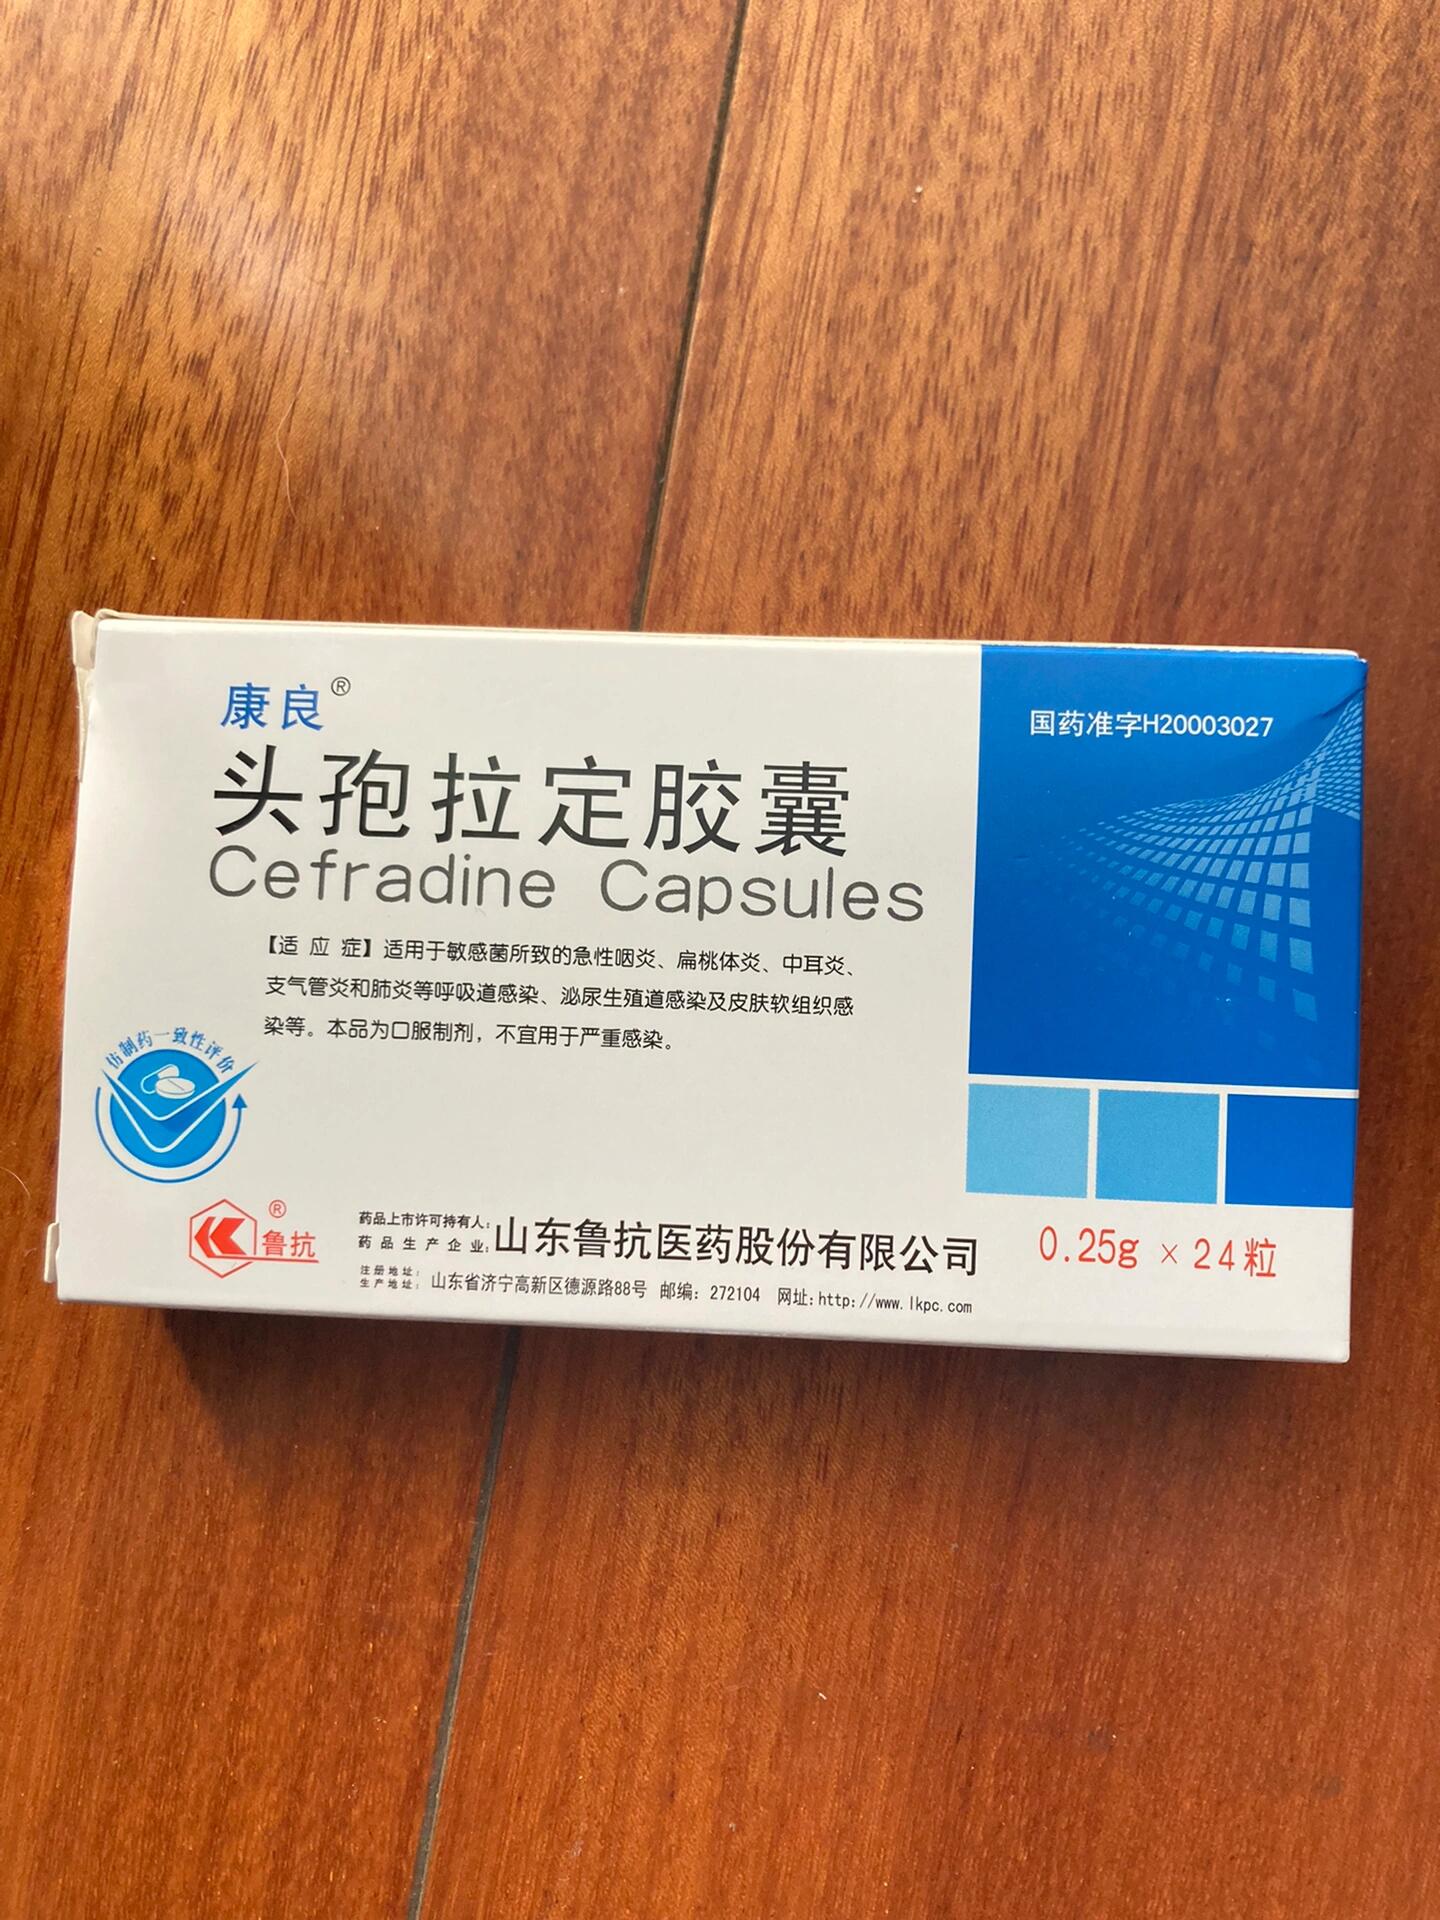 康良®
国药准字H20003027
头孢拉定胶囊
Cefradine Capsules
【适 应 症】适用于敏感菌所致的急性咽炎、扁桃体炎、中耳炎、
支气管炎和肺炎等呼吸道感染、泌尿生殖道感染及皮肤软组织感
染等。本品为口服制剂，不宜用于严重感染。
仿制药一致性评价
鲁抗®
药品上市许可持有人：
药品生产企业：
山东鲁抗医药股份有限公司
注册地址：
生产地址：
山东省济宁高新区德源路88号 邮编：272104 网址:http://www.lkpc.com
0.25g × 24粒